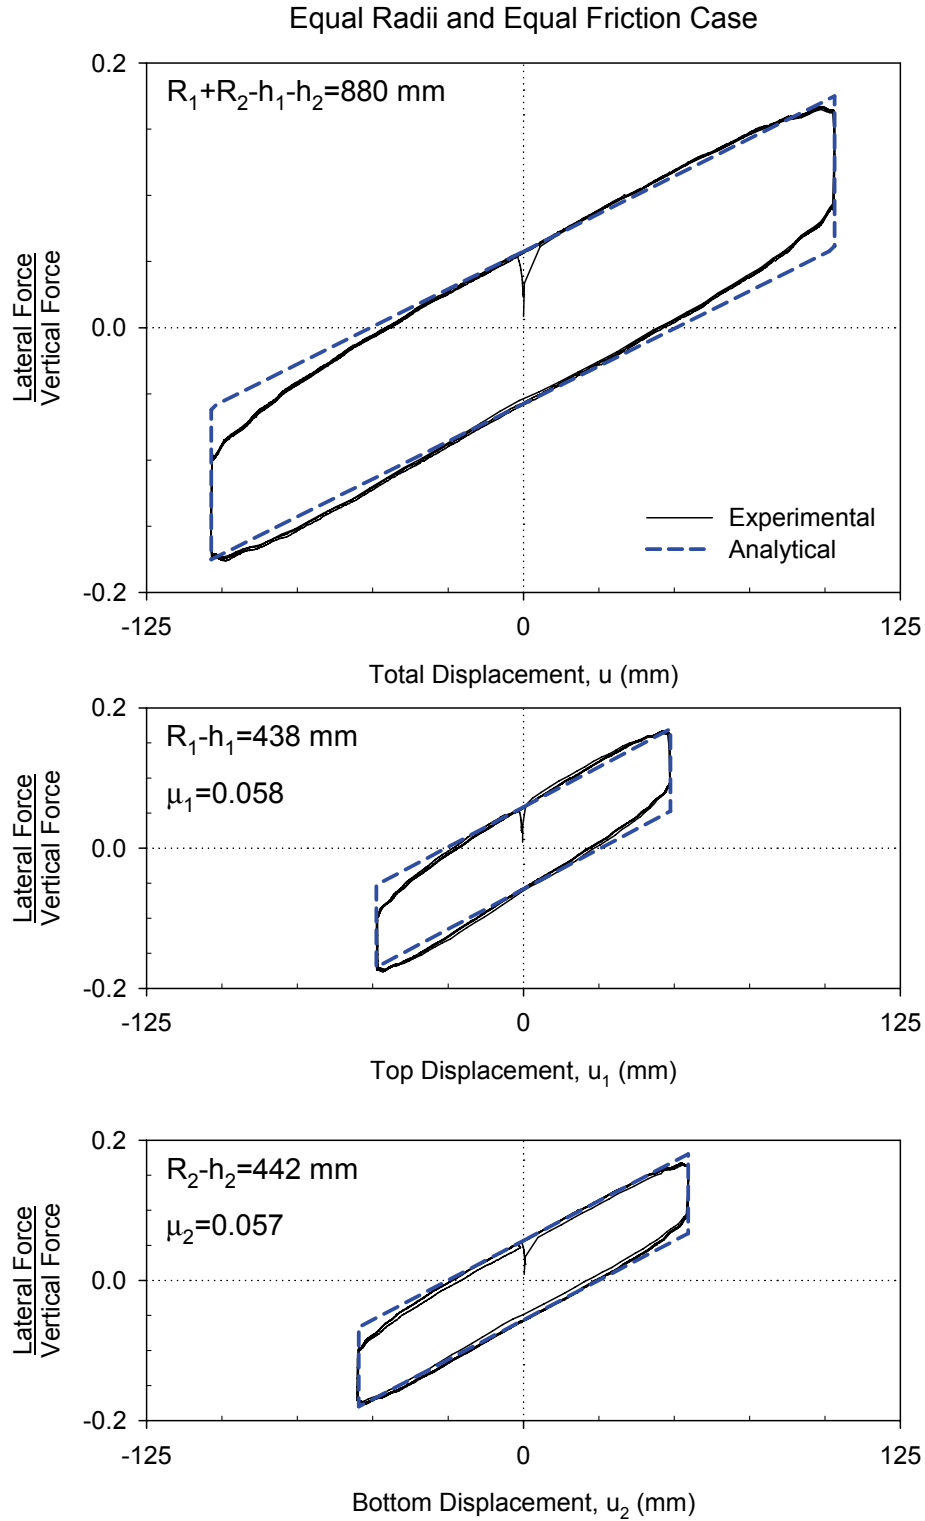 Equal Radii and Equal Friction Case
0.2
R₁+R₂-h₁-h₂=880 mm
Lateral Force
Vertical Force
0.0
Experimental
Analytical
-0.2
-125
0
125
Total Displacement, u (mm)
0.2
R₁-h₁=438 mm
μ₁=0.058
Lateral Force
Vertical Force
0.0
-0.2
-125
0
125
Top Displacement, u₁ (mm)
0.2
R₂-h₂=442 mm
μ₂=0.057
Lateral Force
Vertical Force
0.0
-0.2
-125
0
125
Bottom Displacement, u₂ (mm)